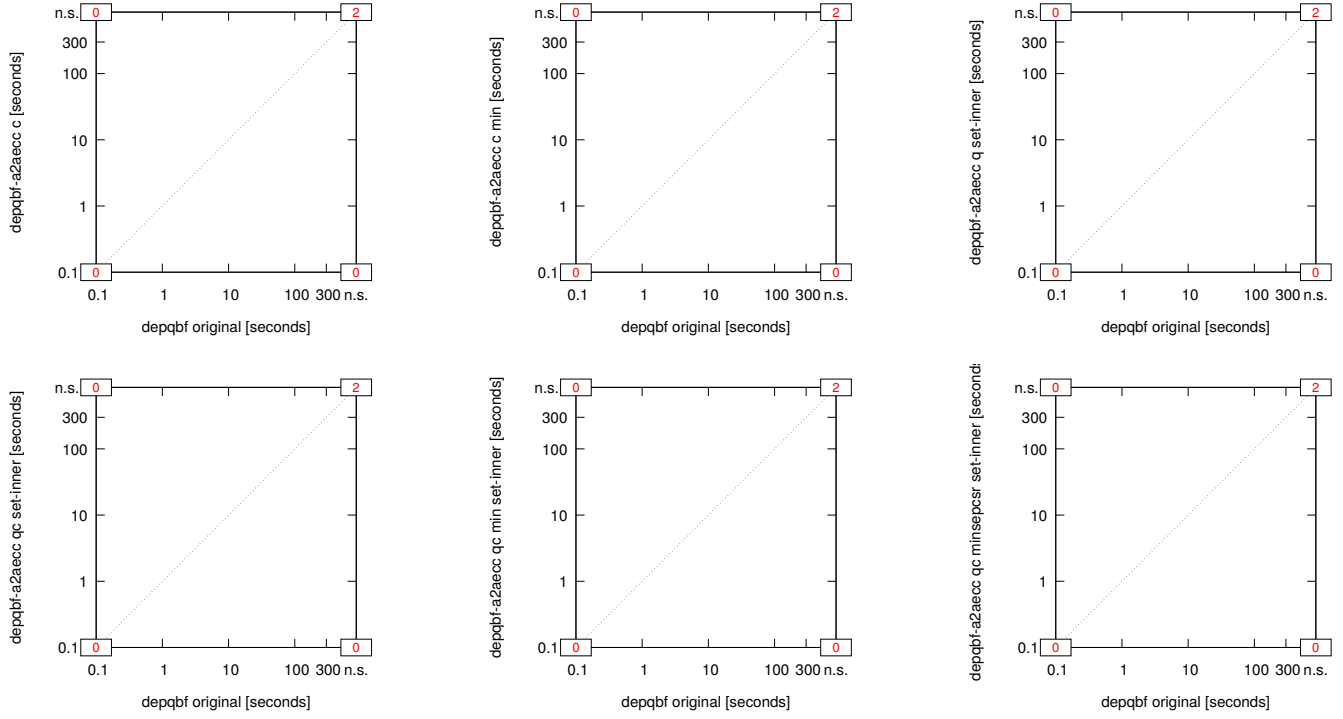 n.s. 0 2
300
100
10
1
0.1 0 0
0.1 1 10 100 300 n.s.
depqbf original [seconds]
depqbf-a2aecc c [seconds]
n.s. 0 2
300
100
10
1
0.1 0 0
0.1 1 10 100 300 n.s.
depqbf original [seconds]
depqbf-a2aecc c min [seconds]
n.s. 0 2
300
100
10
1
0.1 0 0
0.1 1 10 100 300 n.s.
depqbf original [seconds]
depqbf-a2aecc q set-inner [seconds]
n.s. 0 2
300
100
10
1
0.1 0 0
0.1 1 10 100 300 n.s.
depqbf original [seconds]
depqbf-a2aecc qc set-inner [seconds]
n.s. 0 2
300
100
10
1
0.1 0 0
0.1 1 10 100 300 n.s.
depqbf original [seconds]
depqbf-a2aecc qc min set-inner [seconds]
n.s. 0 2
300
100
10
1
0.1 0 0
0.1 1 10 100 300 n.s.
depqbf original [seconds]
depqbf-a2aecc qc minsepcsr set-inner [second